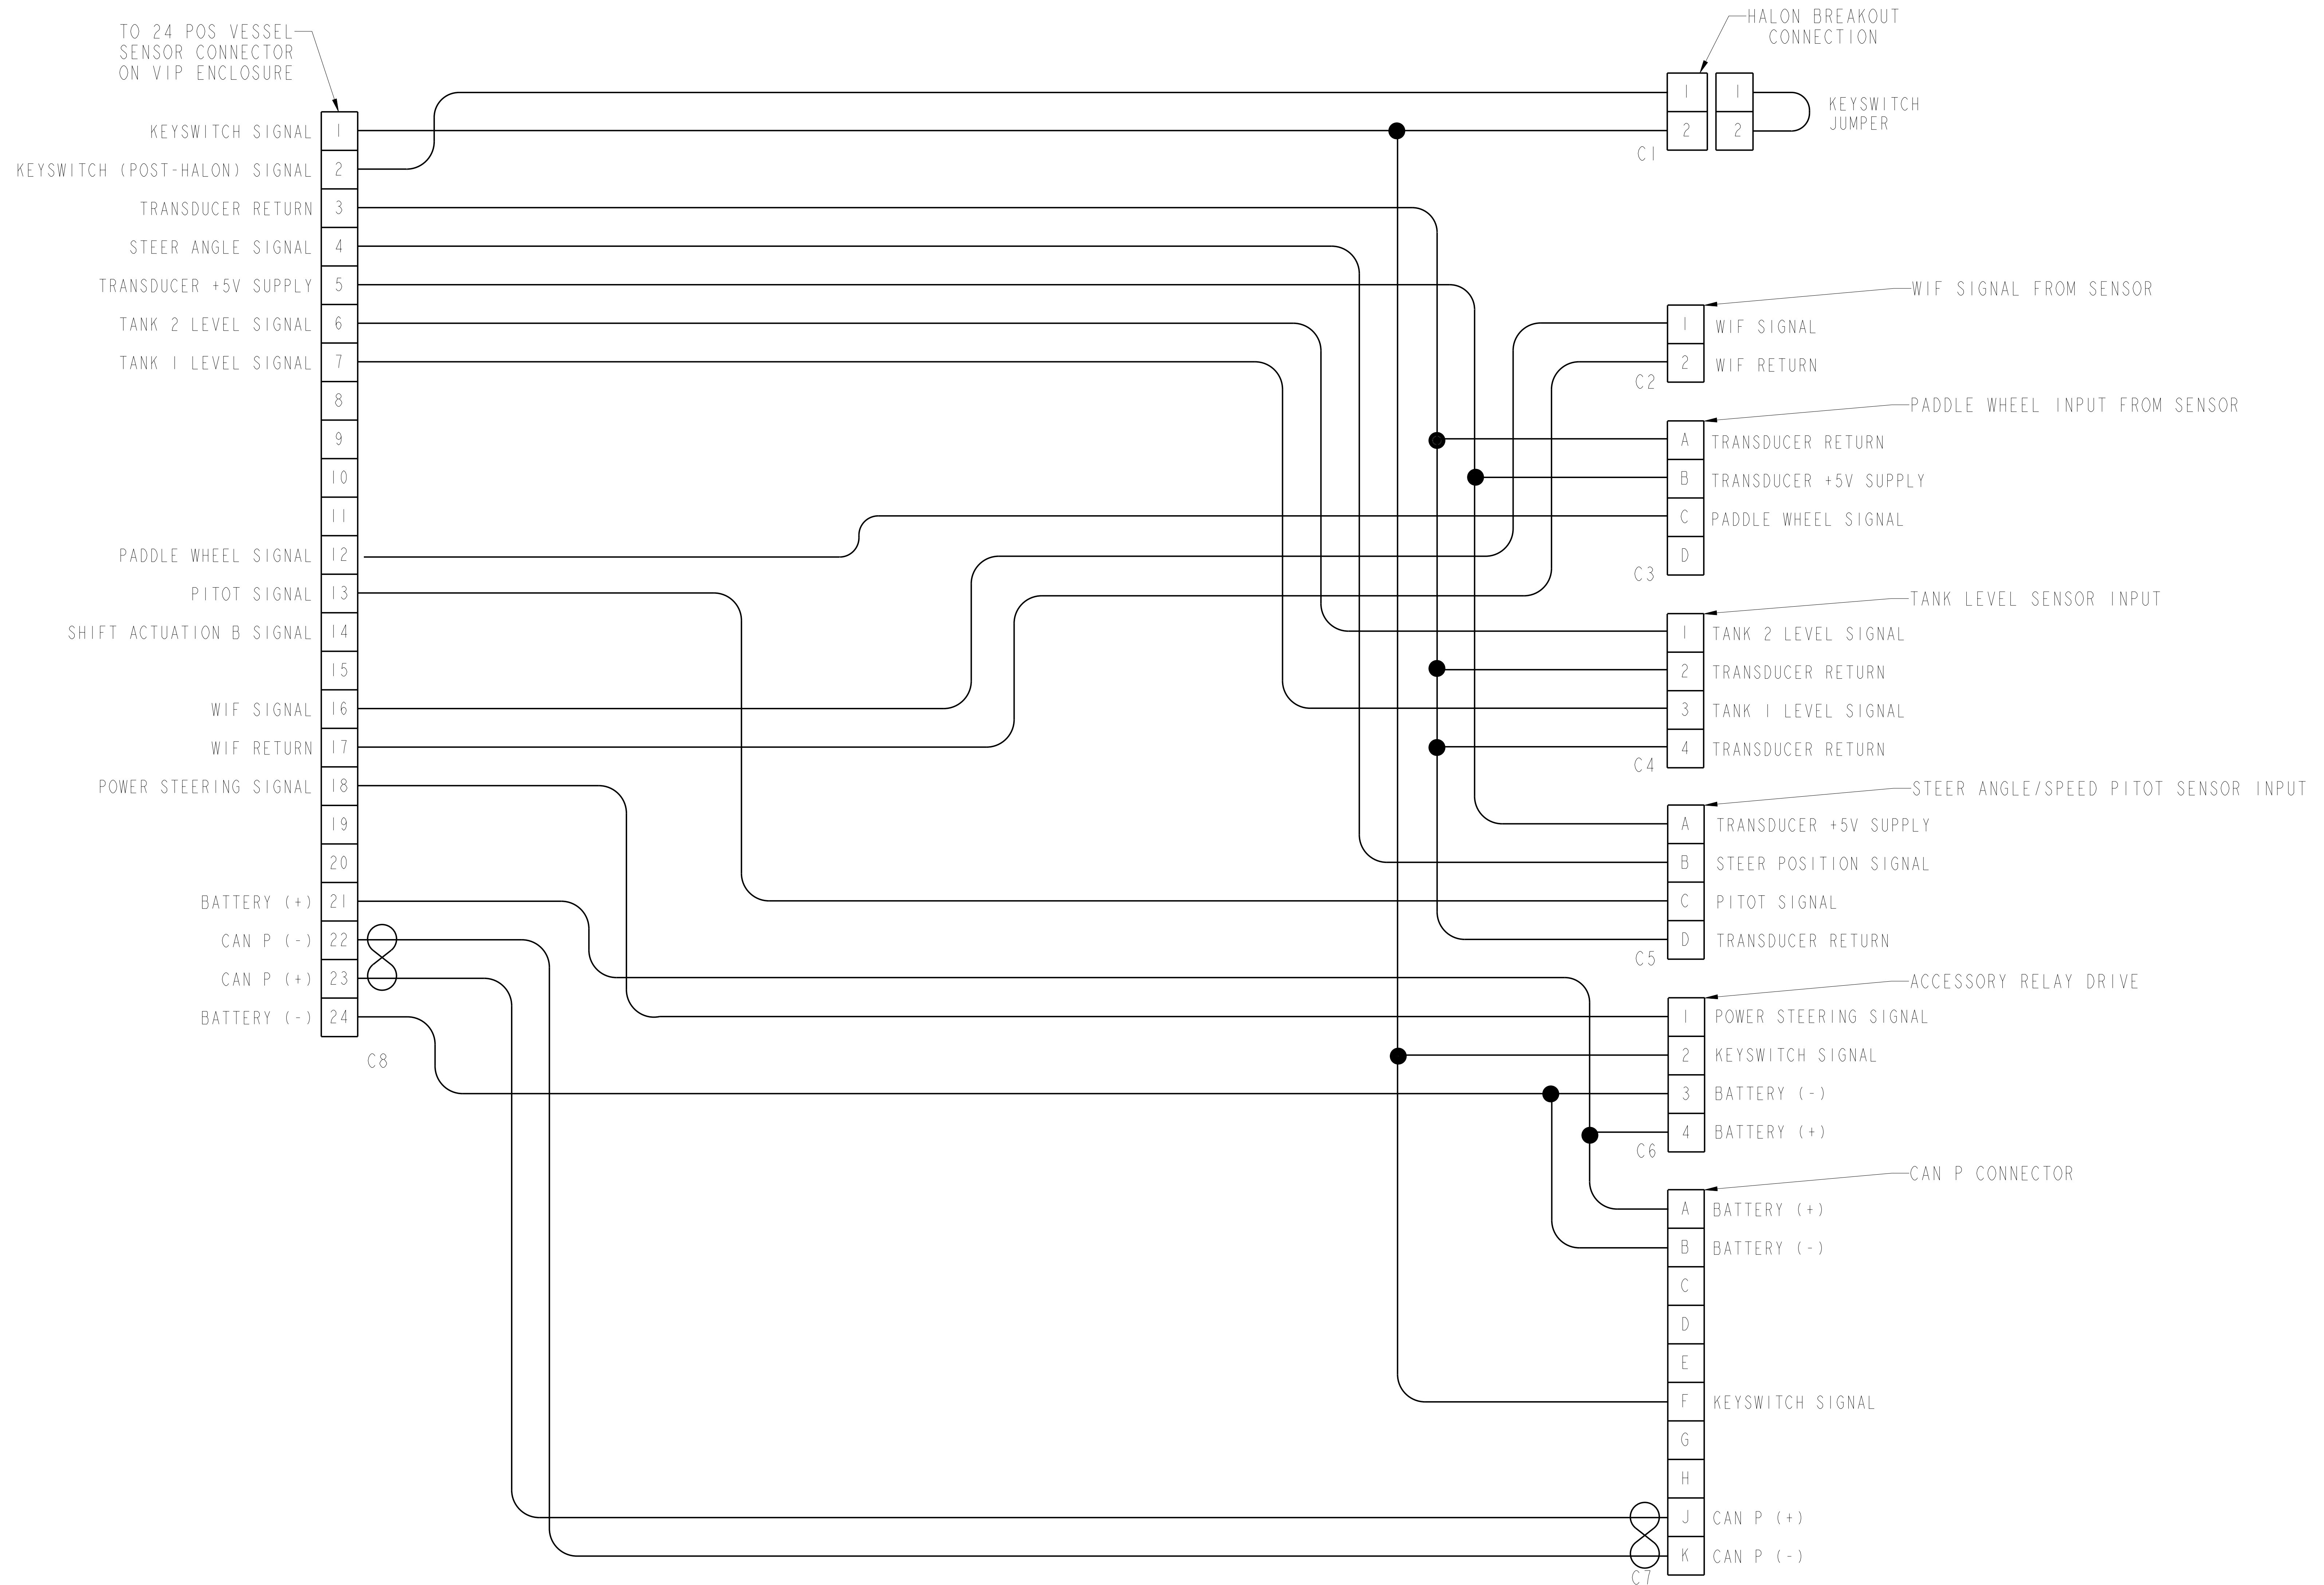 TO 24 POS VESSEL
SENSOR CONNECTOR
ON VIP ENCLOSURE
KEYSWITCH SIGNAL 1
KEYSWITCH (POST-HALON) SIGNAL 2
TRANSDUCER RETURN 3
STEER ANGLE SIGNAL 4
TRANSDUCER +5V SUPPLY 5
TANK 2 LEVEL SIGNAL 6
TANK 1 LEVEL SIGNAL 7
8
9
10
11
PADDLE WHEEL SIGNAL 12
PITOT SIGNAL 13
SHIFT ACTUATION B SIGNAL 14
15
WIF SIGNAL 16
WIF RETURN 17
POWER STEERING SIGNAL 18
19
20
BATTERY (+) 21
CAN P (-) 22
CAN P (+) 23
BATTERY (-) 24
C8
HALON BREAKOUT
CONNECTION
1 1
2 2
KEYSWITCH
JUMPER
C1
WIF SIGNAL FROM SENSOR
1 WIF SIGNAL
2 WIF RETURN
C2
PADDLE WHEEL INPUT FROM SENSOR
A TRANSDUCER RETURN
B TRANSDUCER +5V SUPPLY
C PADDLE WHEEL SIGNAL
D
C3
TANK LEVEL SENSOR INPUT
1 TANK 2 LEVEL SIGNAL
2 TRANSDUCER RETURN
3 TANK 1 LEVEL SIGNAL
4 TRANSDUCER RETURN
C4
STEER ANGLE/SPEED PITOT SENSOR INPUT
A TRANSDUCER +5V SUPPLY
B STEER POSITION SIGNAL
C PITOT SIGNAL
D TRANSDUCER RETURN
C5
ACCESSORY RELAY DRIVE
1 POWER STEERING SIGNAL
2 KEYSWITCH SIGNAL
3 BATTERY (-)
4 BATTERY (+)
C6
CAN P CONNECTOR
A BATTERY (+)
B BATTERY (-)
C
D
E
F KEYSWITCH SIGNAL
G
H
J CAN P (+)
K CAN P (-)
C7